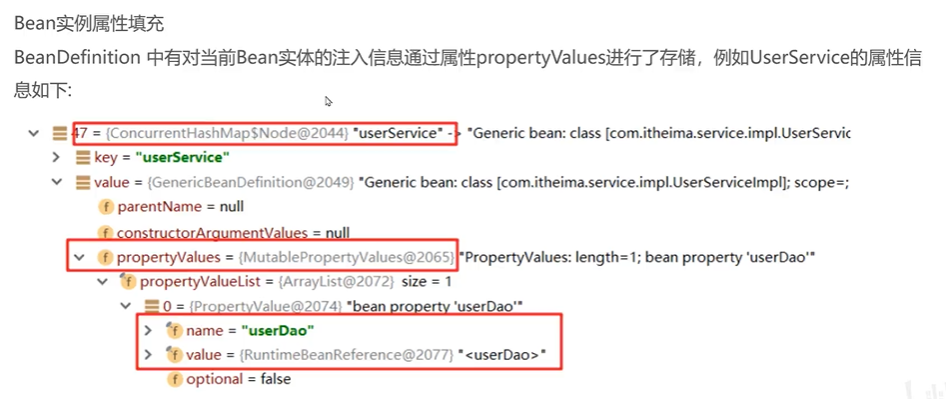 Bean实例属性填充
BeanDefinition 中有对当前Bean实体的注入信息通过属性propertyValues进行了存储，例如UserService的属性信
息如下:
47 = {ConcurrentHashMap$Node@2044} "userService" -> "Generic bean: class [com.itheima.service.impl.UserServic
key = "userService"
value = {GenericBeanDefinition@2049} "Generic bean: class [com.itheima.service.impl.UserServiceImpl]; scope=;
f parentName = null
f constructorArgumentValues = null
f propertyValues = {MutablePropertyValues@2065} "PropertyValues: length=1; bean property 'userDao'"
f propertyValueList = {ArrayList@2072} size = 1
0 = {PropertyValue@2074} "bean property 'userDao'"
f name = "userDao"
f value = {RuntimeBeanReference@2077} "<userDao>"
f optional = false